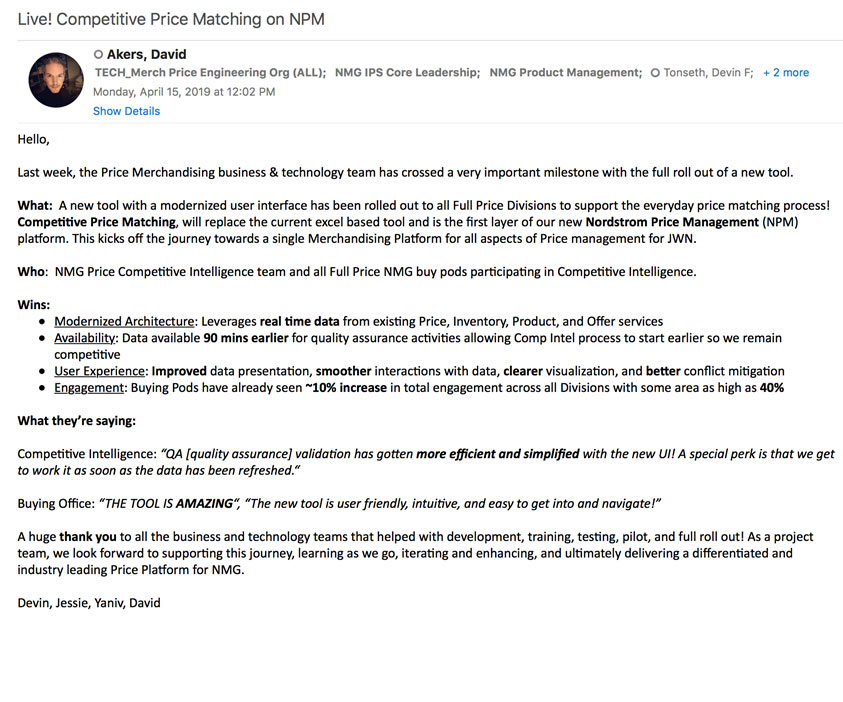 Live! Competitive Price Matching on NPM
Akers, David
TECH_Merch Price Engineering Org (ALL); NMG IPS Core Leadership; NMG Product Management; Tonseth, Devin F; + 2 more
Monday, April 15, 2019 at 12:02 PM
Show Details
Hello,
Last week, the Price Merchandising business & technology team has crossed a very important milestone with the full roll out of a new tool.
What: A new tool with a modernized user interface has been rolled out to all Full Price Divisions to support the everyday price matching process!
Competitive Price Matching, will replace the current excel based tool and is the first layer of our new Nordstrom Price Management (NPM)
platform. This kicks off the journey towards a single Merchandising Platform for all aspects of Price management for JWN.
Who: NMG Price Competitive Intelligence team and all Full Price NMG buy pods participating in Competitive Intelligence.
Wins:
• Modernized Architecture: Leverages real time data from existing Price, Inventory, Product, and Offer services
• Availability: Data available 90 mins earlier for quality assurance activities allowing Comp Intel process to start earlier so we remain
competitive
• User Experience: Improved data presentation, smoother interactions with data, clearer visualization, and better conflict mitigation
• Engagement: Buying Pods have already seen ~10% increase in total engagement across all Divisions with some area as high as 40%
What they're saying:
Competitive Intelligence: “QA [quality assurance] validation has gotten more efficient and simplified with the new UI! A special perk is that we get
to work it as soon as the data has been refreshed.“
Buying Office: “THE TOOL IS AMAZING“, “The new tool is user friendly, intuitive, and easy to get into and navigate!”
A huge thank you to all the business and technology teams that helped with development, training, testing, pilot, and full roll out! As a project
team, we look forward to supporting this journey, learning as we go, iterating and enhancing, and ultimately delivering a differentiated and
industry leading Price Platform for NMG.
Devin, Jessie, Yaniv, David